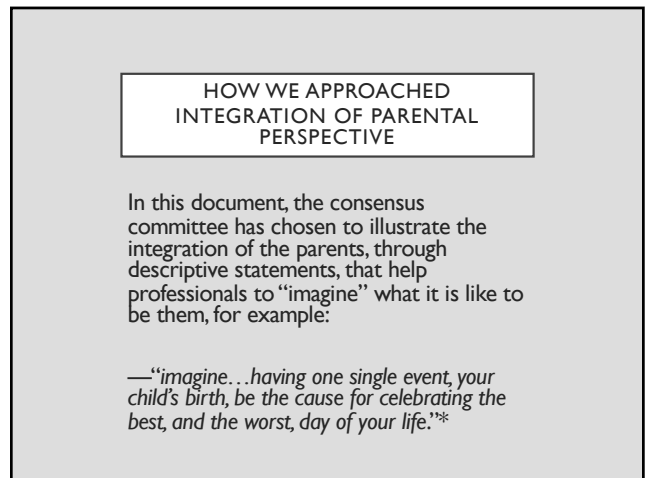 HOW WE APPROACHED
INTEGRATION OF PARENTAL
PERSPECTIVE
In this document, the consensus
committee has chosen to illustrate the
integration of the parents, through
descriptive statements, that help
professionals to “imagine” what it is like to
be them, for example:
—“imagine…having one single event, your
child’s birth, be the cause for celebrating the
best, and the worst, day of your life.”*